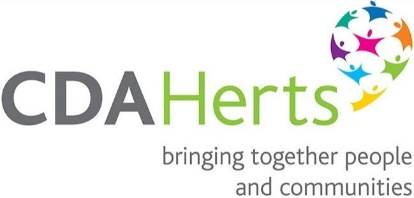 CDAHerts
bringing together people
and communities